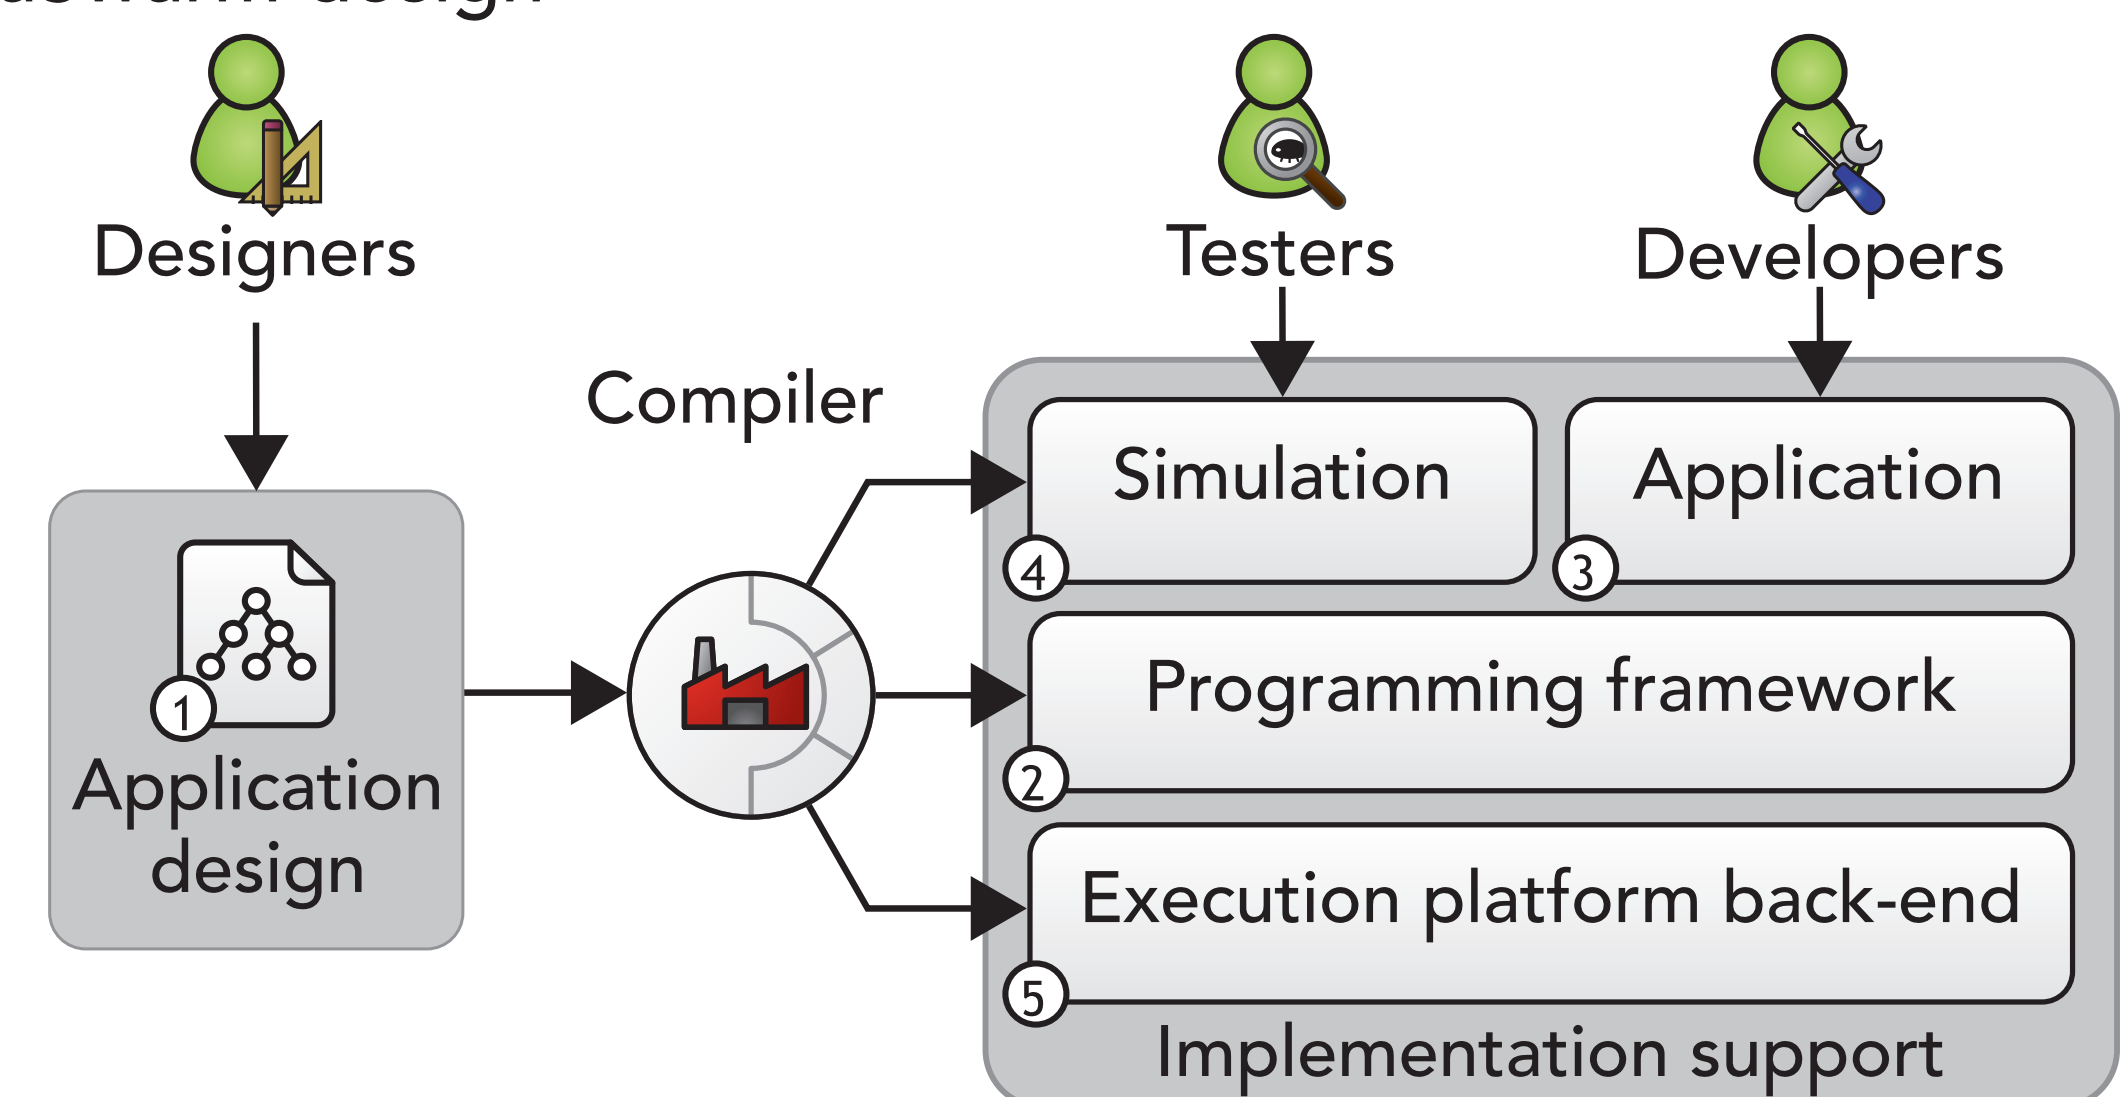 design
Designers
Testers
Developers
Compiler
Simulation
Application
4
3
1
Programming framework
2
Application
design
Execution platform back-end
5
Implementation support